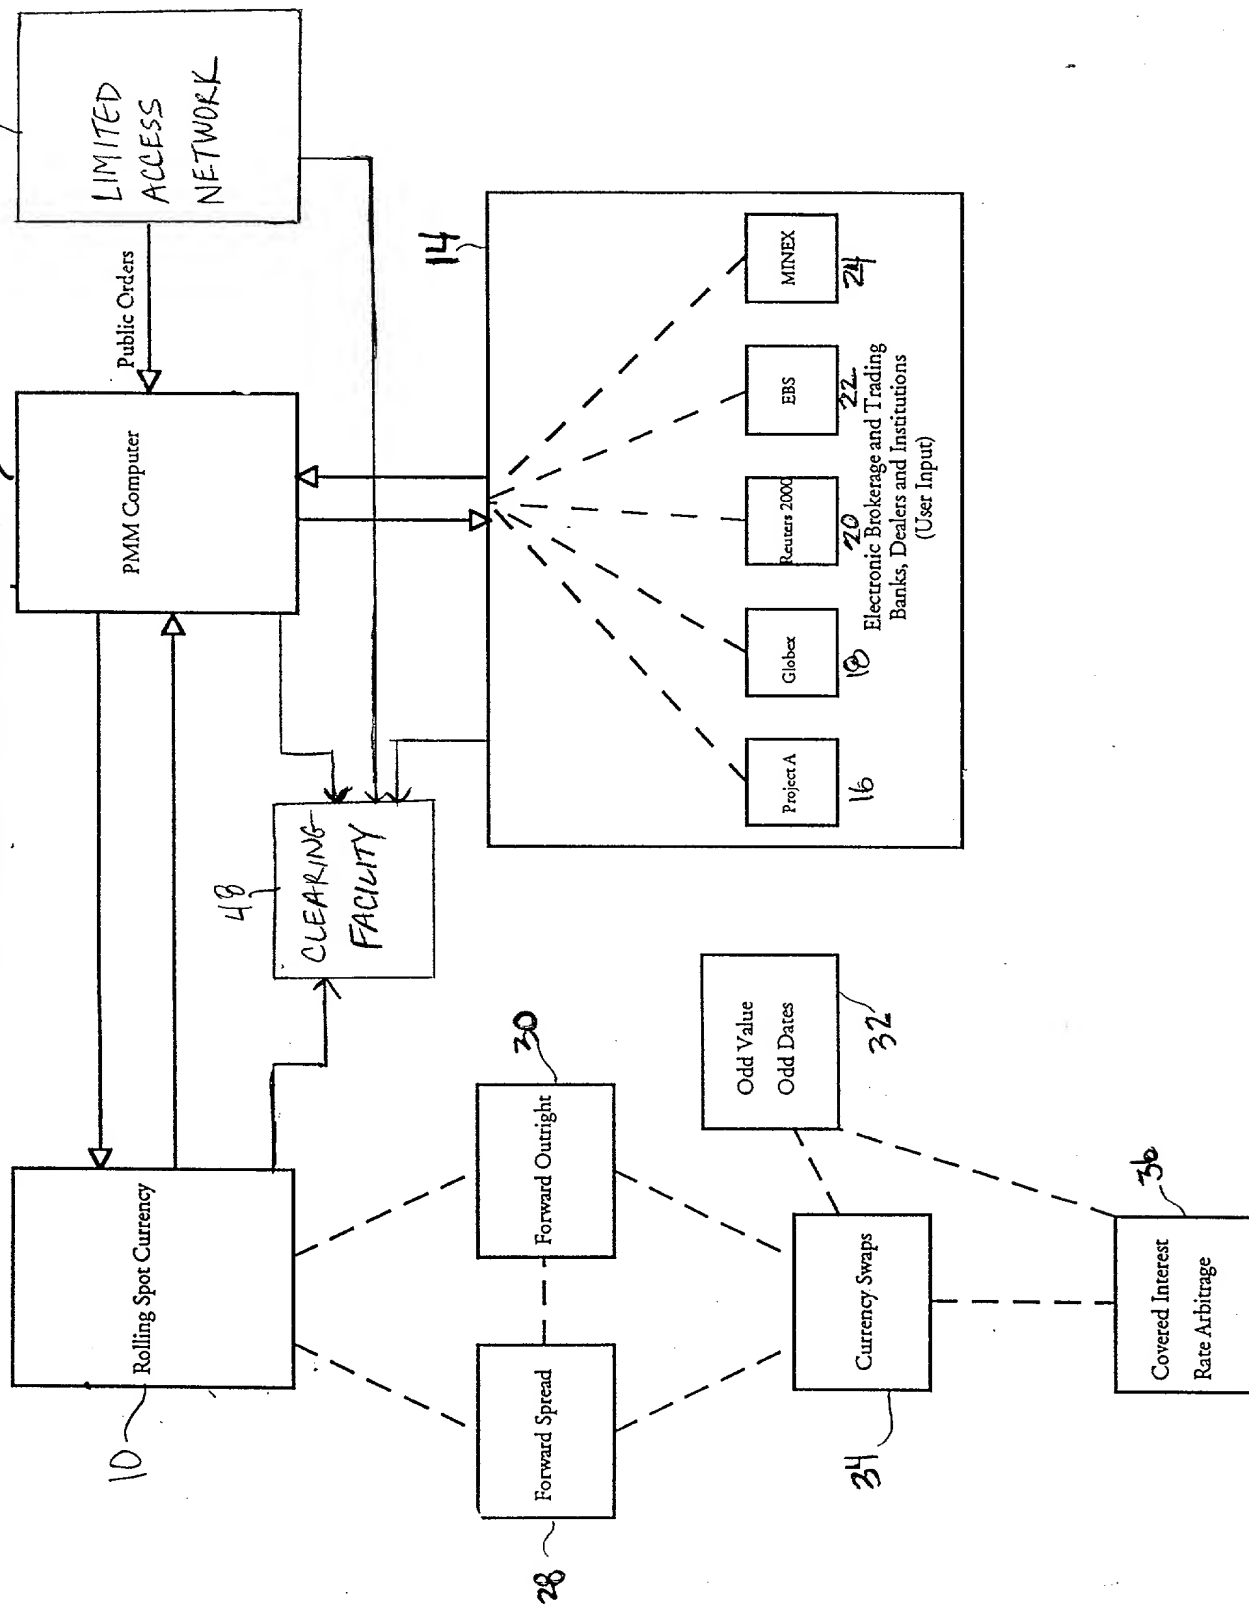 10
Rolling Spot Currency
PMM Computer
Public Orders
LIMITED
ACCESS
NETWORK
48
CLEARING
FACILITY
28
Forward Spread
Forward Outright
30
14
34
Currency Swaps
Odd Value
Odd Dates
32
Covered Interest
Rate Arbitrage
36
Project A
Globex
Reuters 2000
EBS
MINEX
16
18
20
22
24
Electronic Brokerage and Trading
Banks, Dealers and Institutions
(User Input)